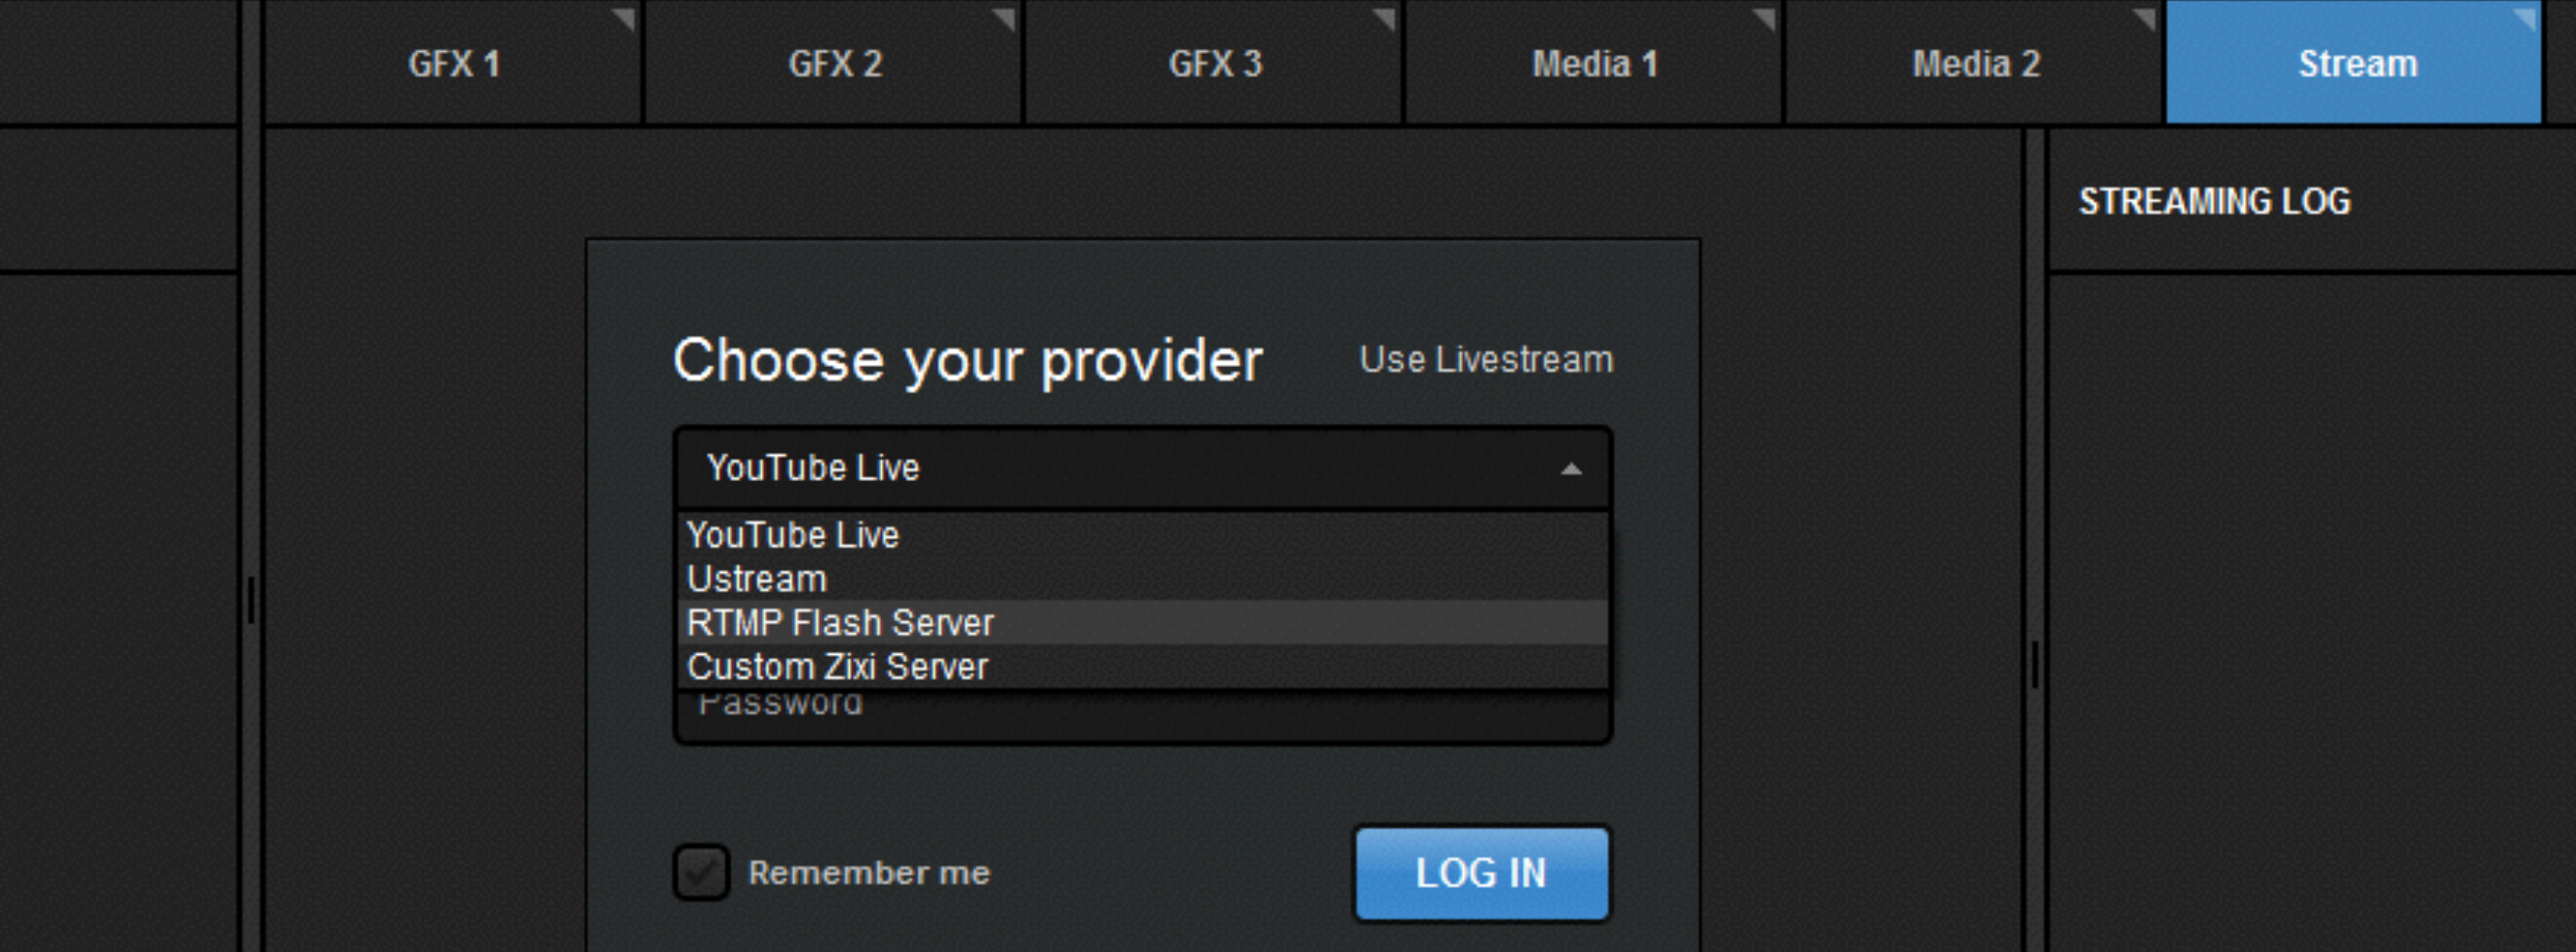 GFX 1
GFX 2
GFX 3
Media 1
Media 2
Stream
STREAMING LOG
Choose your provider
Use Livestream
YouTube Live
YouTube Live
Ustream
RTMP Flash Server
Custom Zixi Server
Password
Remember me
LOG IN